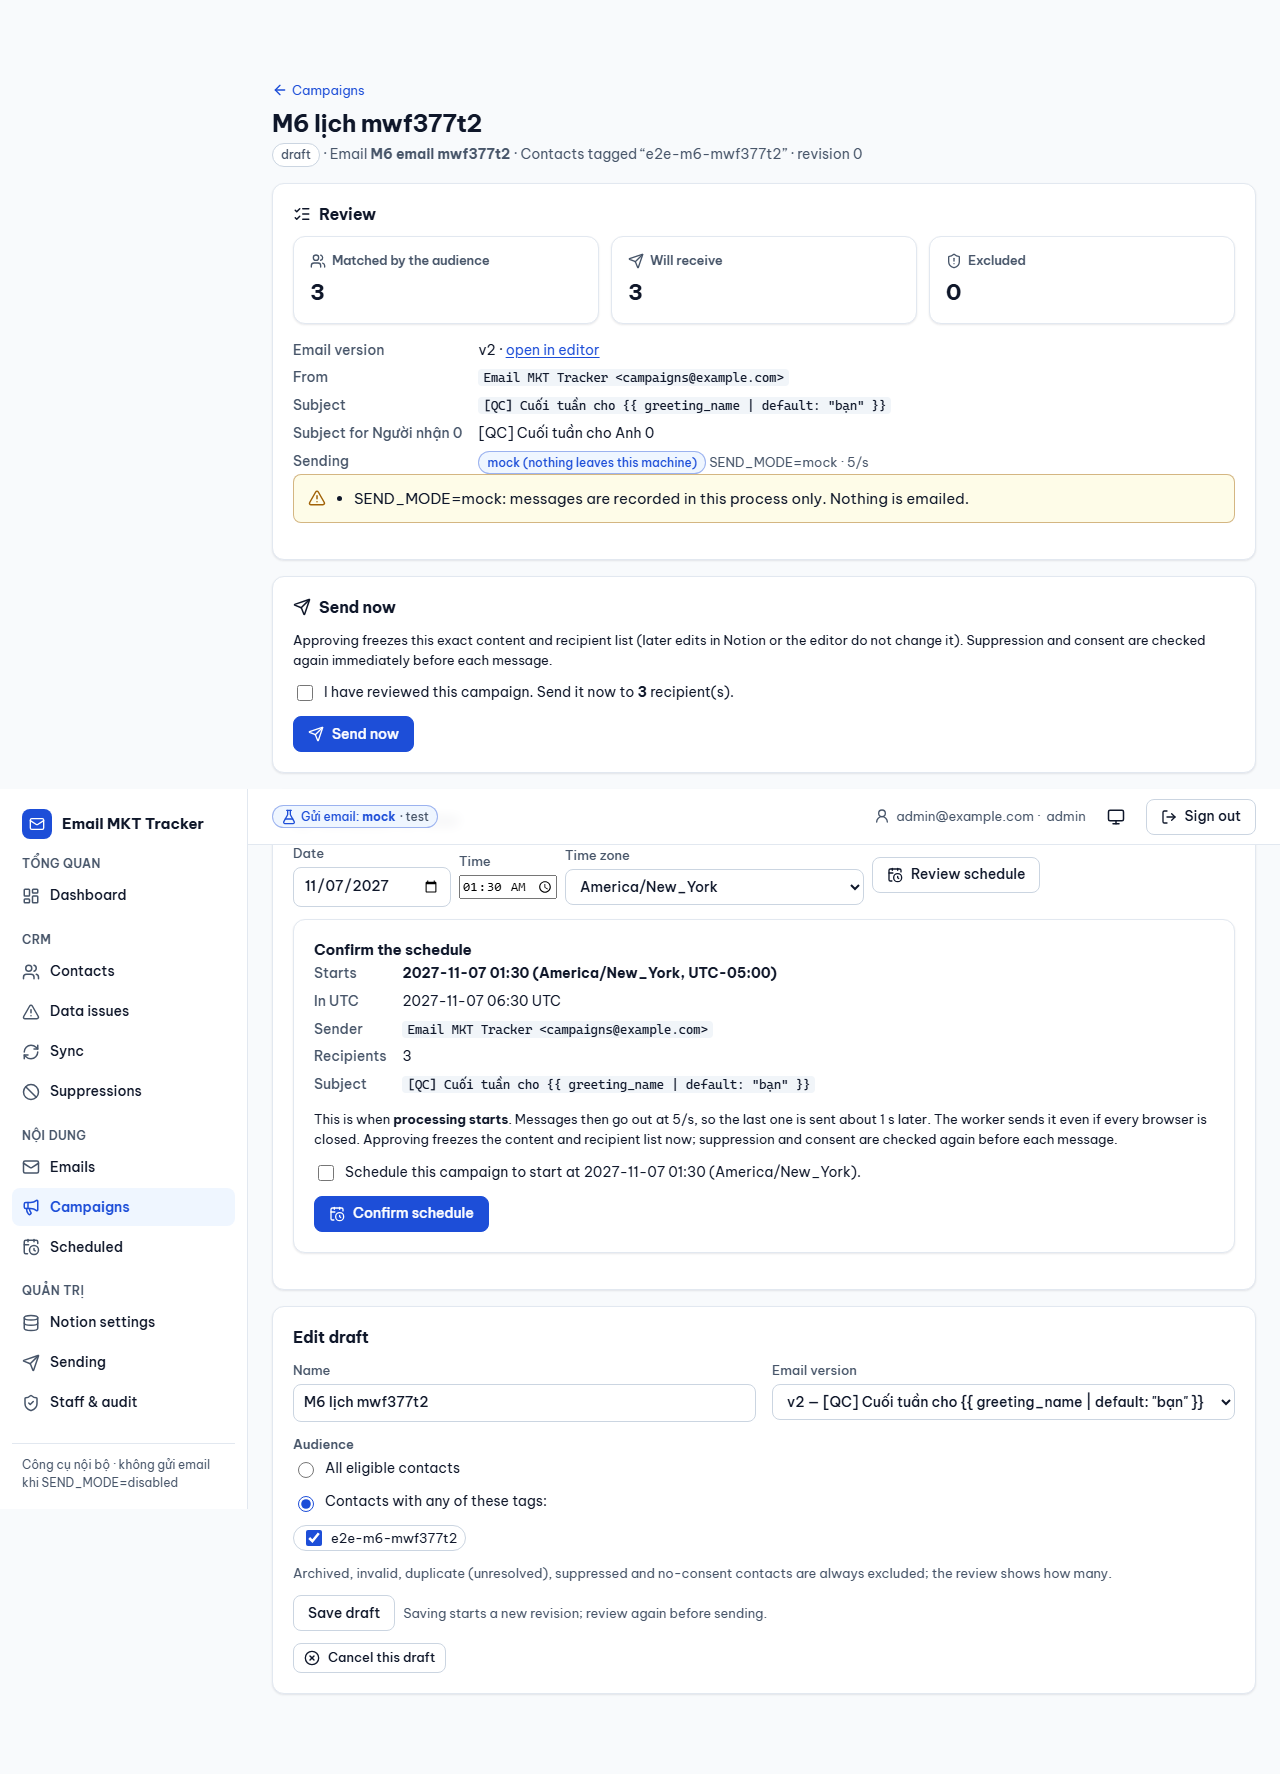 Campaigns
M6 lịch mwf377t2
draft · Email M6 email mwf377t2 · Contacts tagged “e2e-m6-mwf377t2” · revision 0
Review
Matched by the audience
3
Will receive
3
Excluded
0
Email version v2 · open in editor
From Email MKT Tracker <campaigns@example.com>
Subject [QC] Cuối tuần cho {{ greeting_name | default: "bạn" }}
Subject for Người nhận 0 [QC] Cuối tuần cho Anh 0
Sending mock (nothing leaves this machine) SEND_MODE=mock · 5/s
• SEND_MODE=mock: messages are recorded in this process only. Nothing is emailed.
Send now
Approving freezes this exact content and recipient list (later edits in Notion or the editor do not change it). Suppression and consent are checked
again immediately before each message.
I have reviewed this campaign. Send it now to 3 recipient(s).
Send now
Email MKT Tracker
TỔNG QUAN
Dashboard
CRM
Contacts
Data issues
Sync
Suppressions
NỘI DUNG
Emails
Campaigns
Scheduled
QUẢN TRỊ
Notion settings
Sending
Staff & audit
Công cụ nội bộ · không gửi email
khi SEND_MODE=disabled
Gửi email: mock · test
admin@example.com · admin
Sign out
Date
11/07/2027
Time
01:30 AM
Time zone
America/New_York
Review schedule
Confirm the schedule
Starts 2027-11-07 01:30 (America/New_York, UTC-05:00)
In UTC 2027-11-07 06:30 UTC
Sender Email MKT Tracker <campaigns@example.com>
Recipients 3
Subject [QC] Cuối tuần cho {{ greeting_name | default: "bạn" }}
This is when processing starts. Messages then go out at 5/s, so the last one is sent about 1 s later. The worker sends it even if every browser is
closed. Approving freezes the content and recipient list now; suppression and consent are checked again before each message.
Schedule this campaign to start at 2027-11-07 01:30 (America/New_York).
Confirm schedule
Edit draft
Name
M6 lịch mwf377t2
Email version
v2 — [QC] Cuối tuần cho {{ greeting_name | default: "bạn" }}
Audience
All eligible contacts
Contacts with any of these tags:
e2e-m6-mwf377t2
Archived, invalid, duplicate (unresolved), suppressed and no-consent contacts are always excluded; the review shows how many.
Save draft Saving starts a new revision; review again before sending.
Cancel this draft